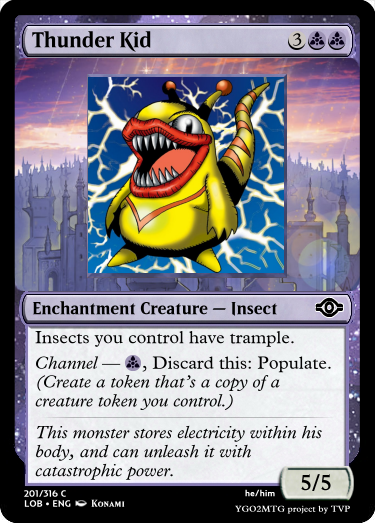 Thunder Kid 3
Enchantment Creature — Insect
Insects you control have trample.
Channel — , Discard this: Populate.
(Create a token that's a copy of a
creature token you control.)
This monster stores electricity within his
body, and can unleash it with
catastrophic power.
5/5
201/316 C he/him
LOB • ENG Konami YGO2MTG project by TVP